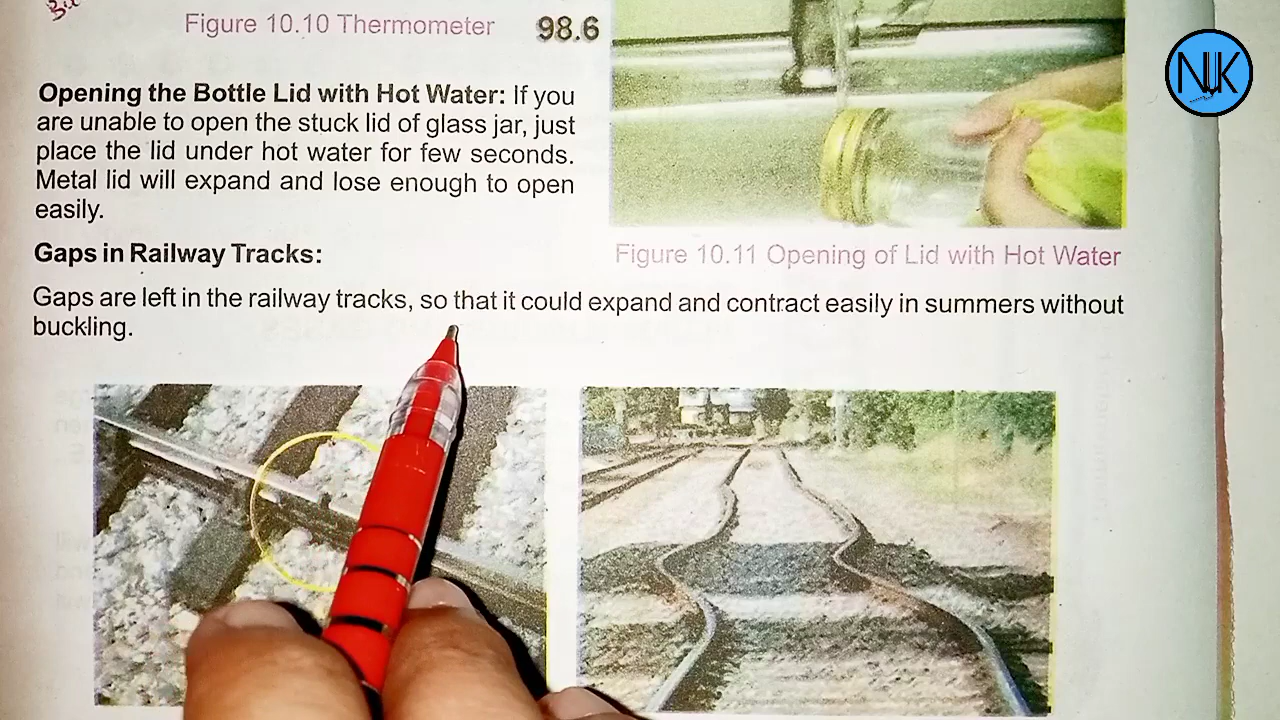 Figure 10.10 Thermometer
98.6
Opening the Bottle Lid with Hot Water: If you
are unable to open the stuck lid of glass jar, just
place the lid under hot water for few seconds.
Metal lid will expand and lose enough to open
easily.
Figure 10.11 Opening of Lid with Hot Water
Gaps in Railway Tracks:
Gaps are left in the railway tracks, so that it could expand and contract easily in summers without
buckling.
NJK